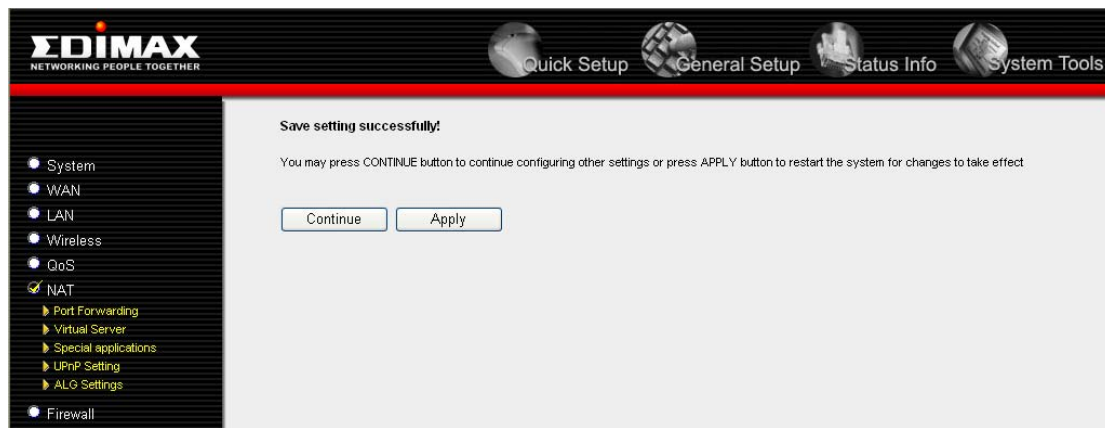 EDIMAX
NETWORKING PEOPLE TOGETHER
Quick Setup
General Setup
Status Info
System Tools
Save setting successfully!
You may press CONTINUE button to continue configuring other settings or press APPLY button to restart the system for changes to take effect
Continue
Apply
System
WAN
LAN
Wireless
QoS
NAT
Port Forwarding
Virtual Server
Special applications
UPnP Setting
ALG Settings
Firewall